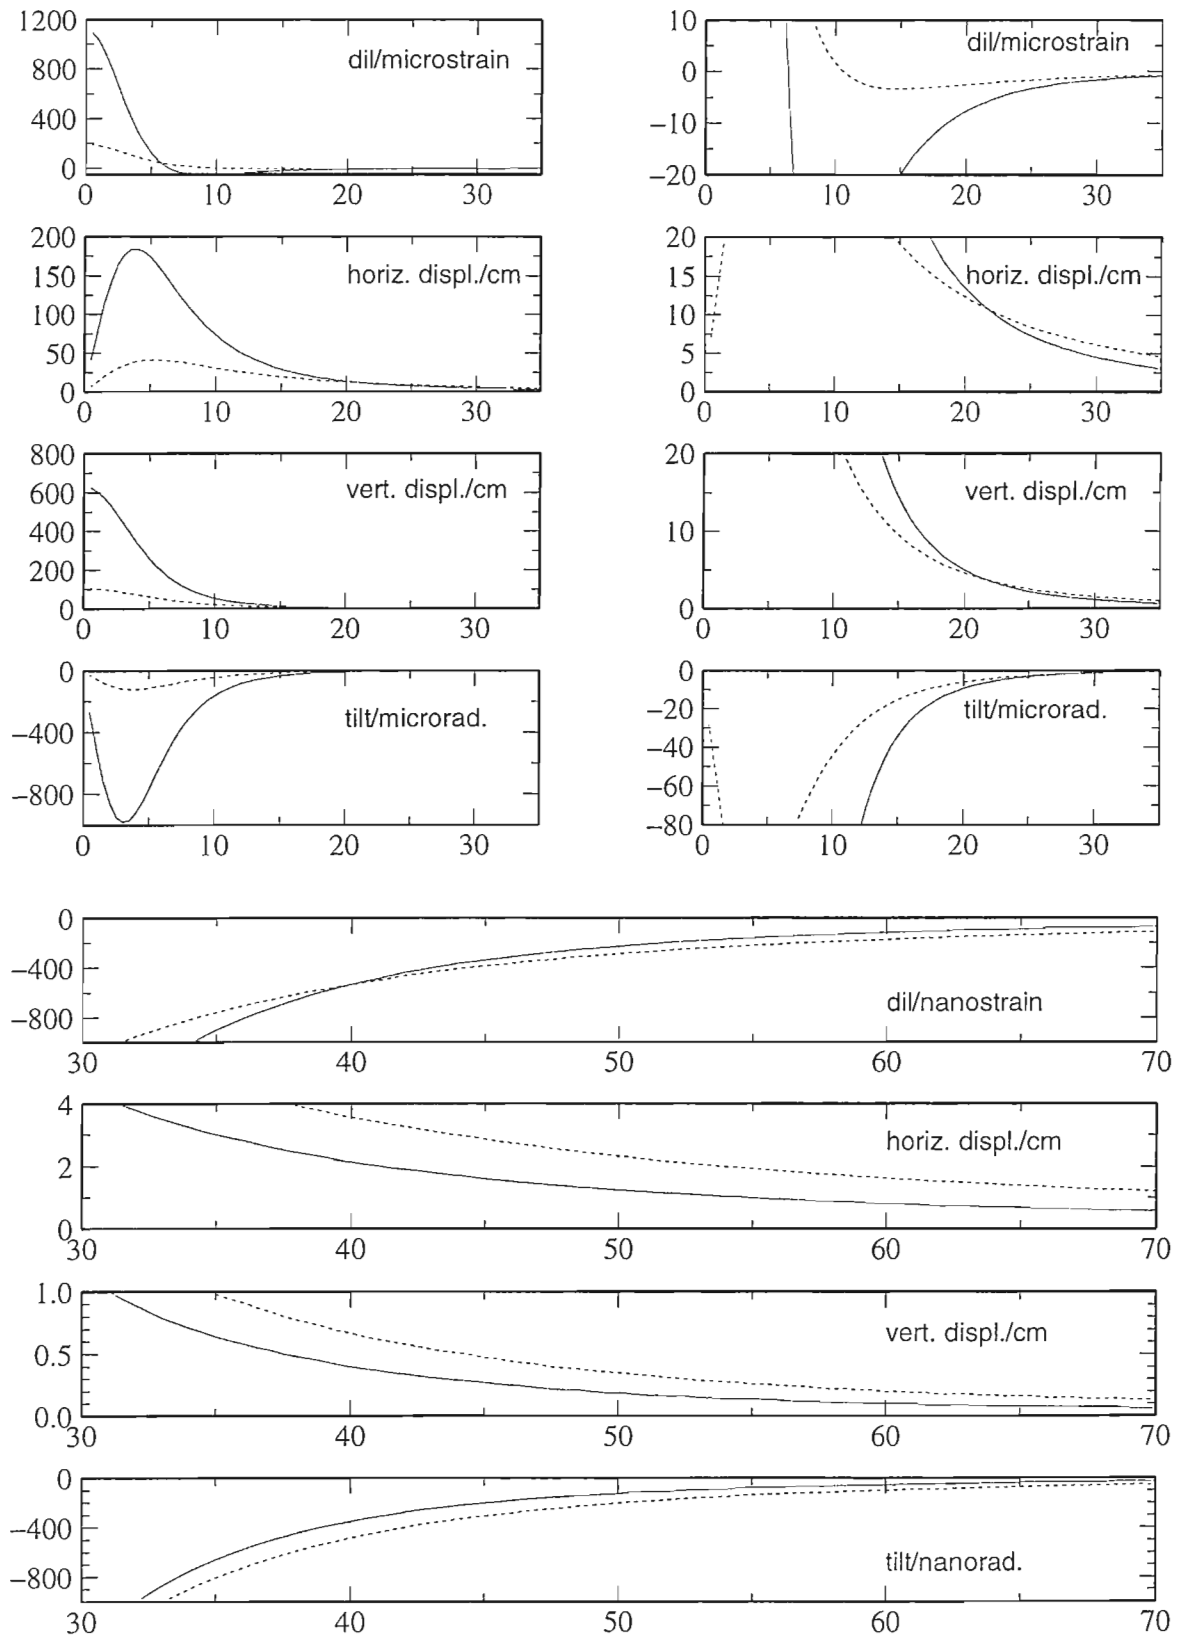 1200
800
400
0
dil/microstrain
0 10 20 30
10
0
−10
−20
dil/microstrain
0 10 20 30
200
150
100
50
0
horiz. displ./cm
0 10 20 30
20
15
10
5
0
horiz. displ./cm
0 10 20 30
800
600
400
200
0
vert. displ./cm
0 10 20 30
20
10
0
vert. displ./cm
0 10 20 30
0
−400
−800
tilt/microrad.
0 10 20 30
0
−20
−40
−60
−80
tilt/microrad.
0 10 20 30
0
−400
−800
dil/nanostrain
30 40 50 60 70
4
2
0
horiz. displ./cm
30 40 50 60 70
1.0
0.5
0.0
vert. displ./cm
30 40 50 60 70
0
−400
−800
tilt/nanorad.
30 40 50 60 70